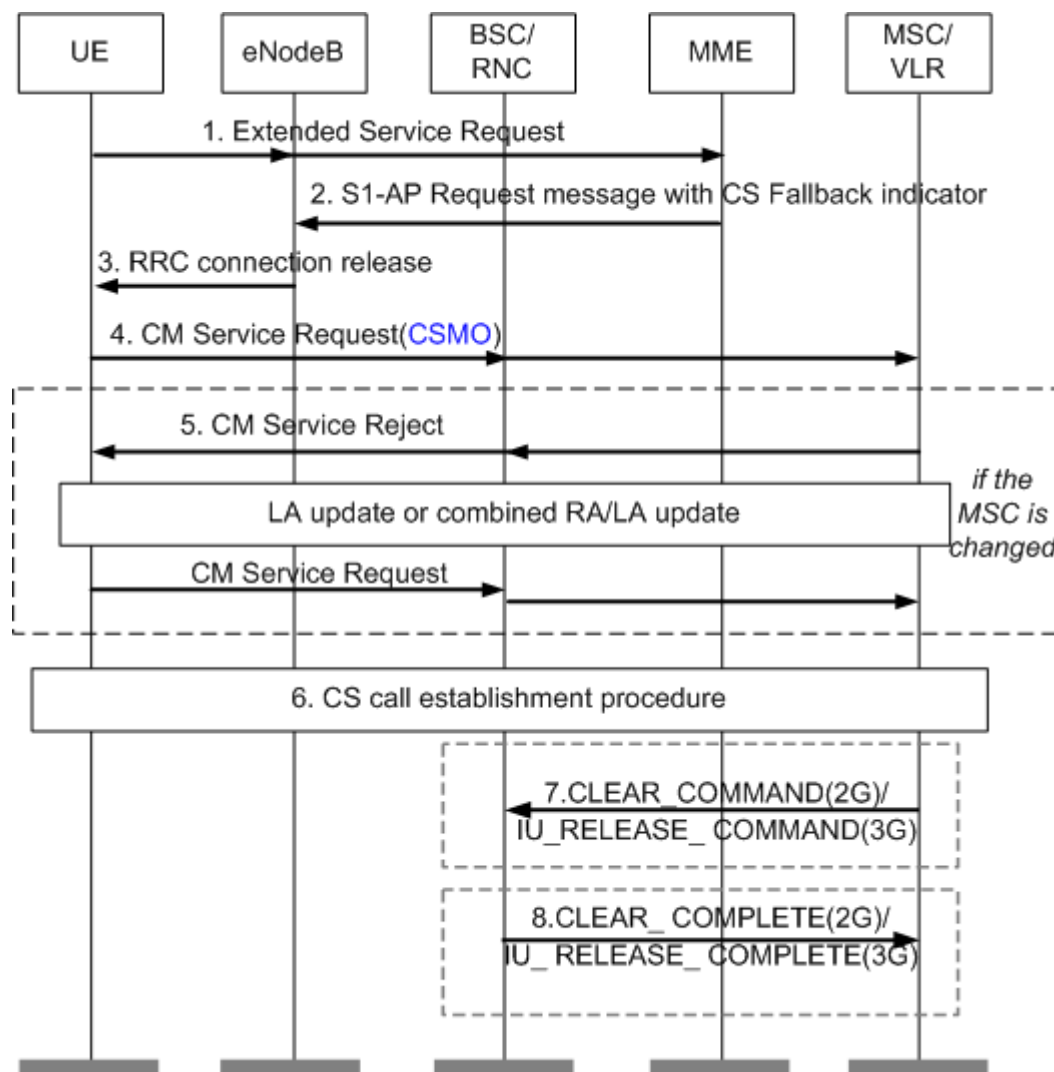 UE
eNodeB
BSC/
RNC
MME
MSC/
VLR
1. Extended Service Request
2. S1-AP Request message with CS Fallback indicator
3. RRC connection release
4. CM Service Request(CSMO)
5. CM Service Reject
if the
MSC is
changed
LA update or combined RA/LA update
CM Service Request
6. CS call establishment procedure
7.CLEAR_COMMAND(2G)/
IU_RELEASE_ COMMAND(3G)
8.CLEAR_ COMPLETE(2G)/
IU_ RELEASE_ COMPLETE(3G)